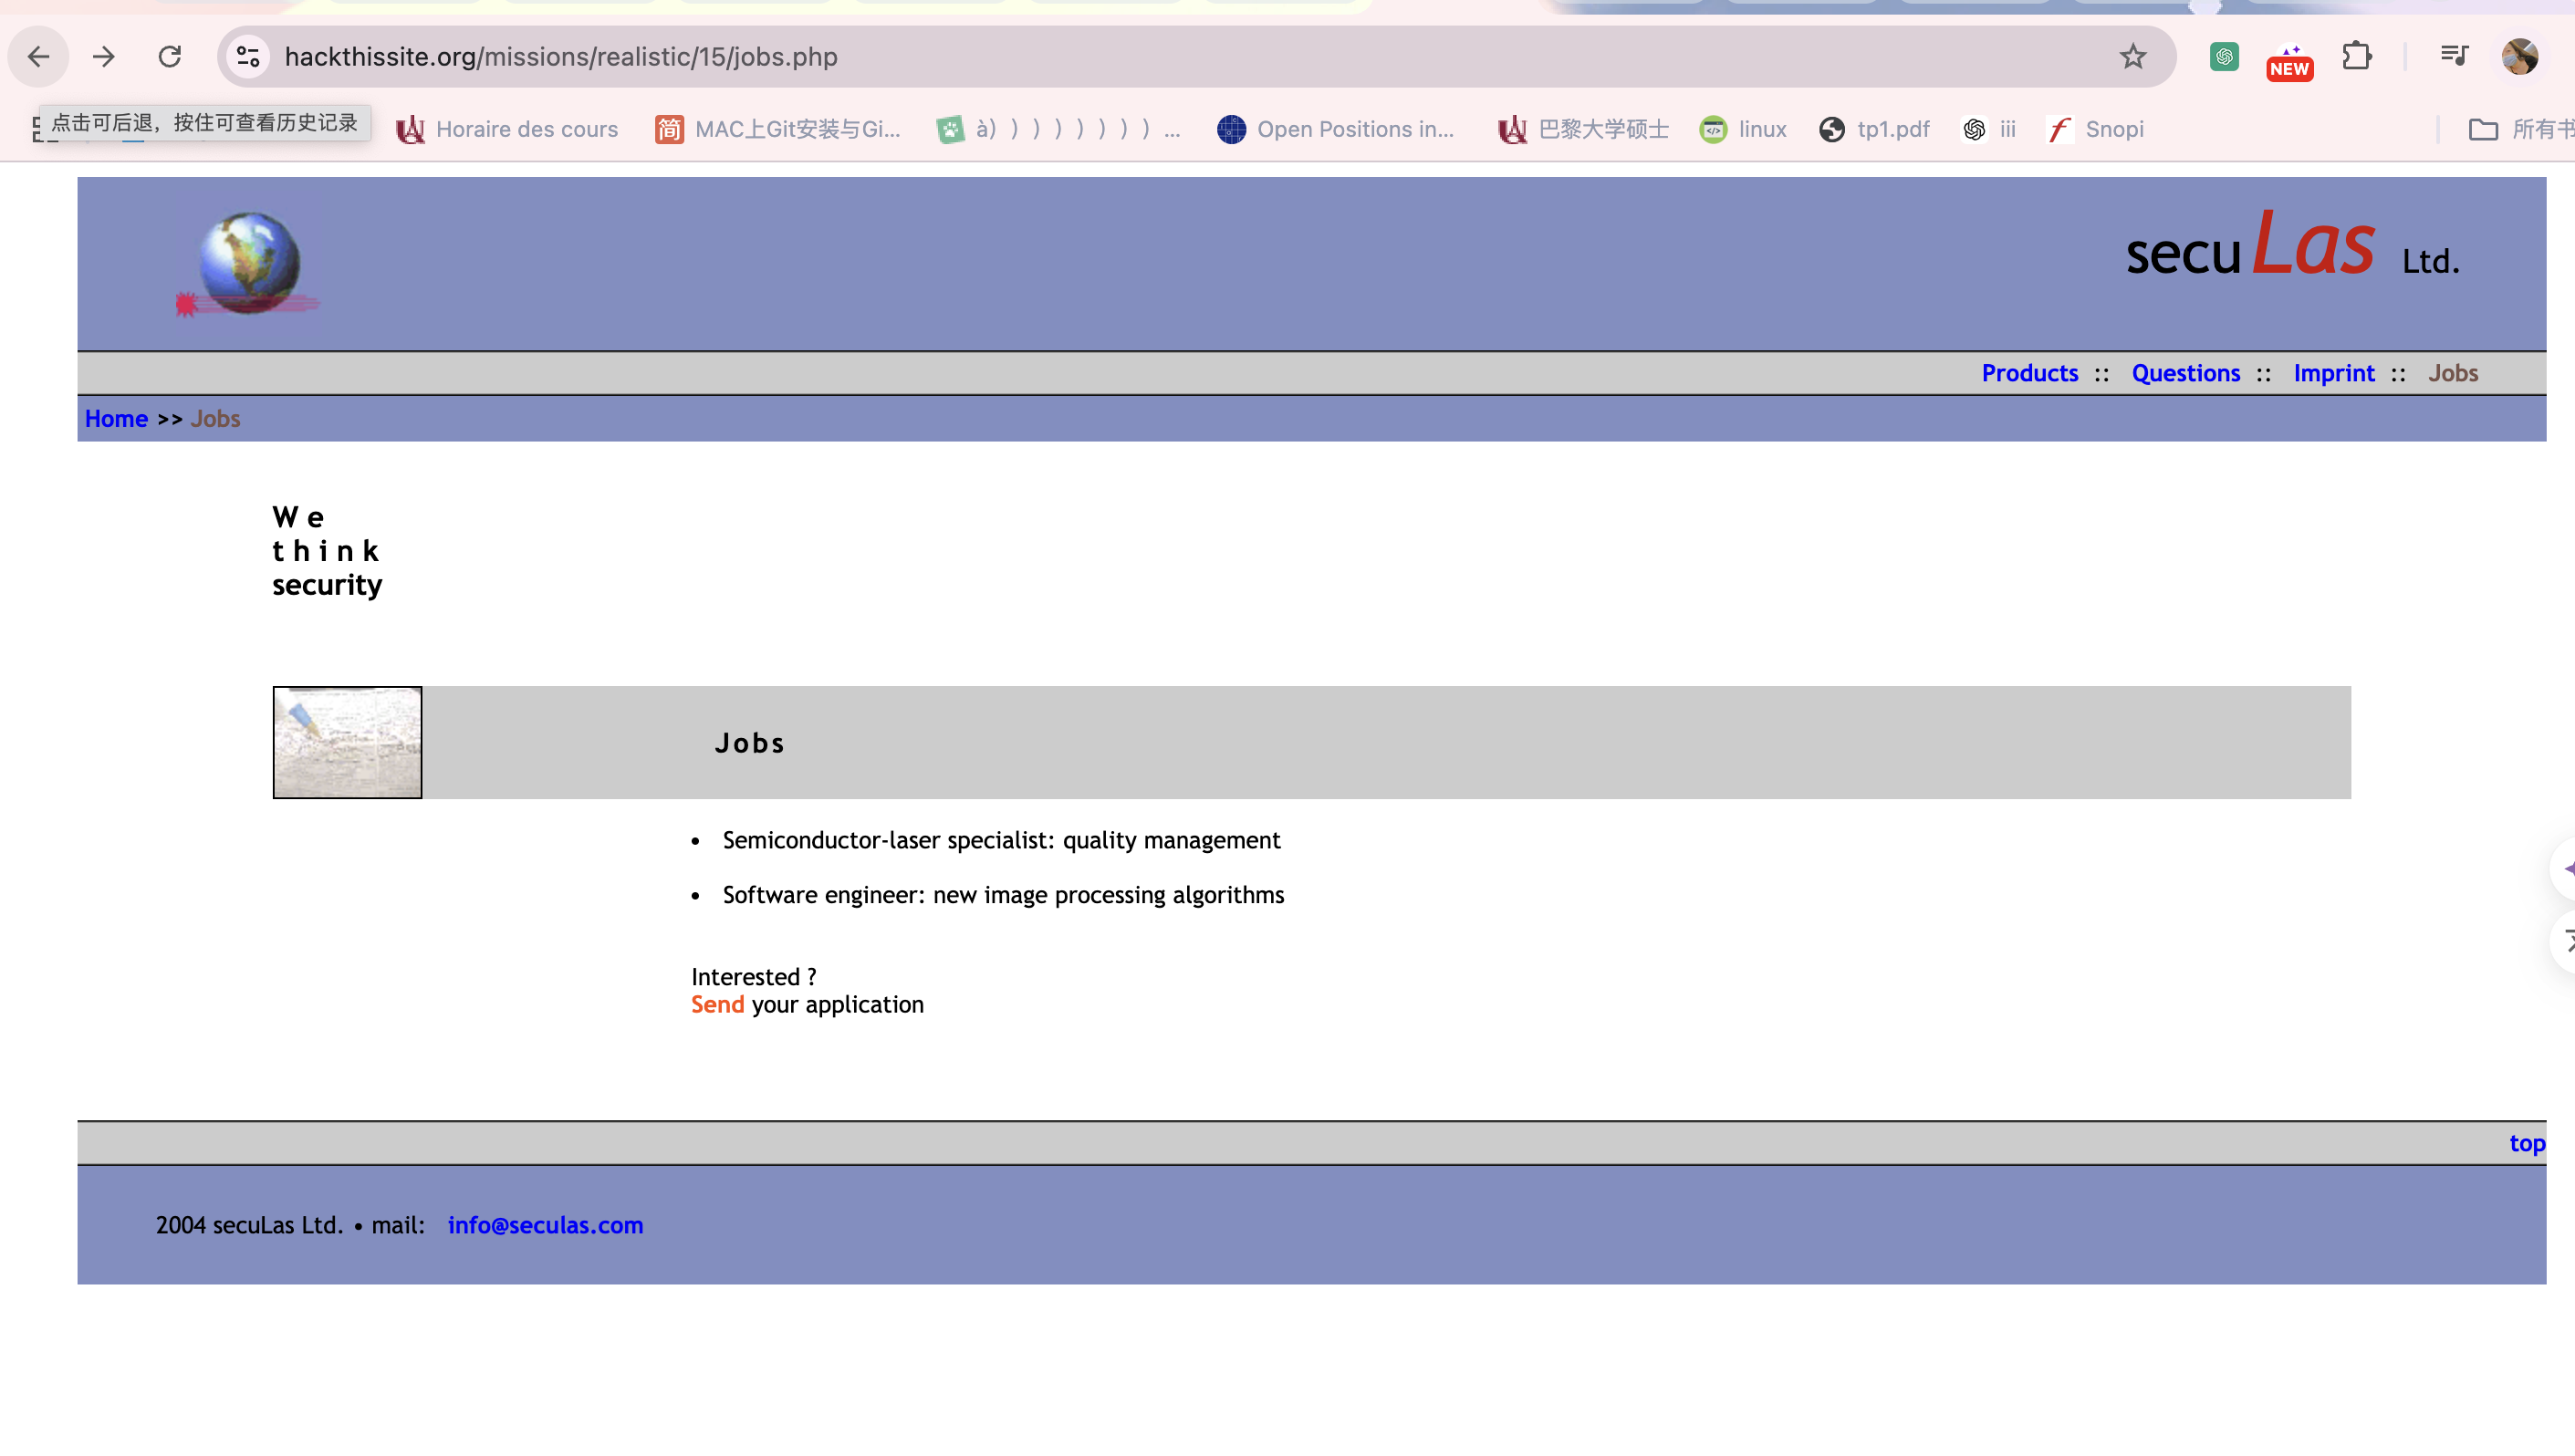 hackthissite.org/missions/realistic/15/jobs.php
NEW
点击可后退，按住可查看历史记录
Horaire des cours
简 MAC上Git安装与Gi...
à) ) ) ) ) ) ) ) ...
Open Positions in...
巴黎大学硕士
linux
tp1.pdf
iii
Snopi
所有书
secuLas Ltd.
Products :: Questions :: Imprint :: Jobs
Home >> Jobs
We
think
security
Jobs
• Semiconductor-laser specialist: quality management
• Software engineer: new image processing algorithms
Interested ?
Send your application
top
2004 secuLas Ltd. • mail: info@seculas.com